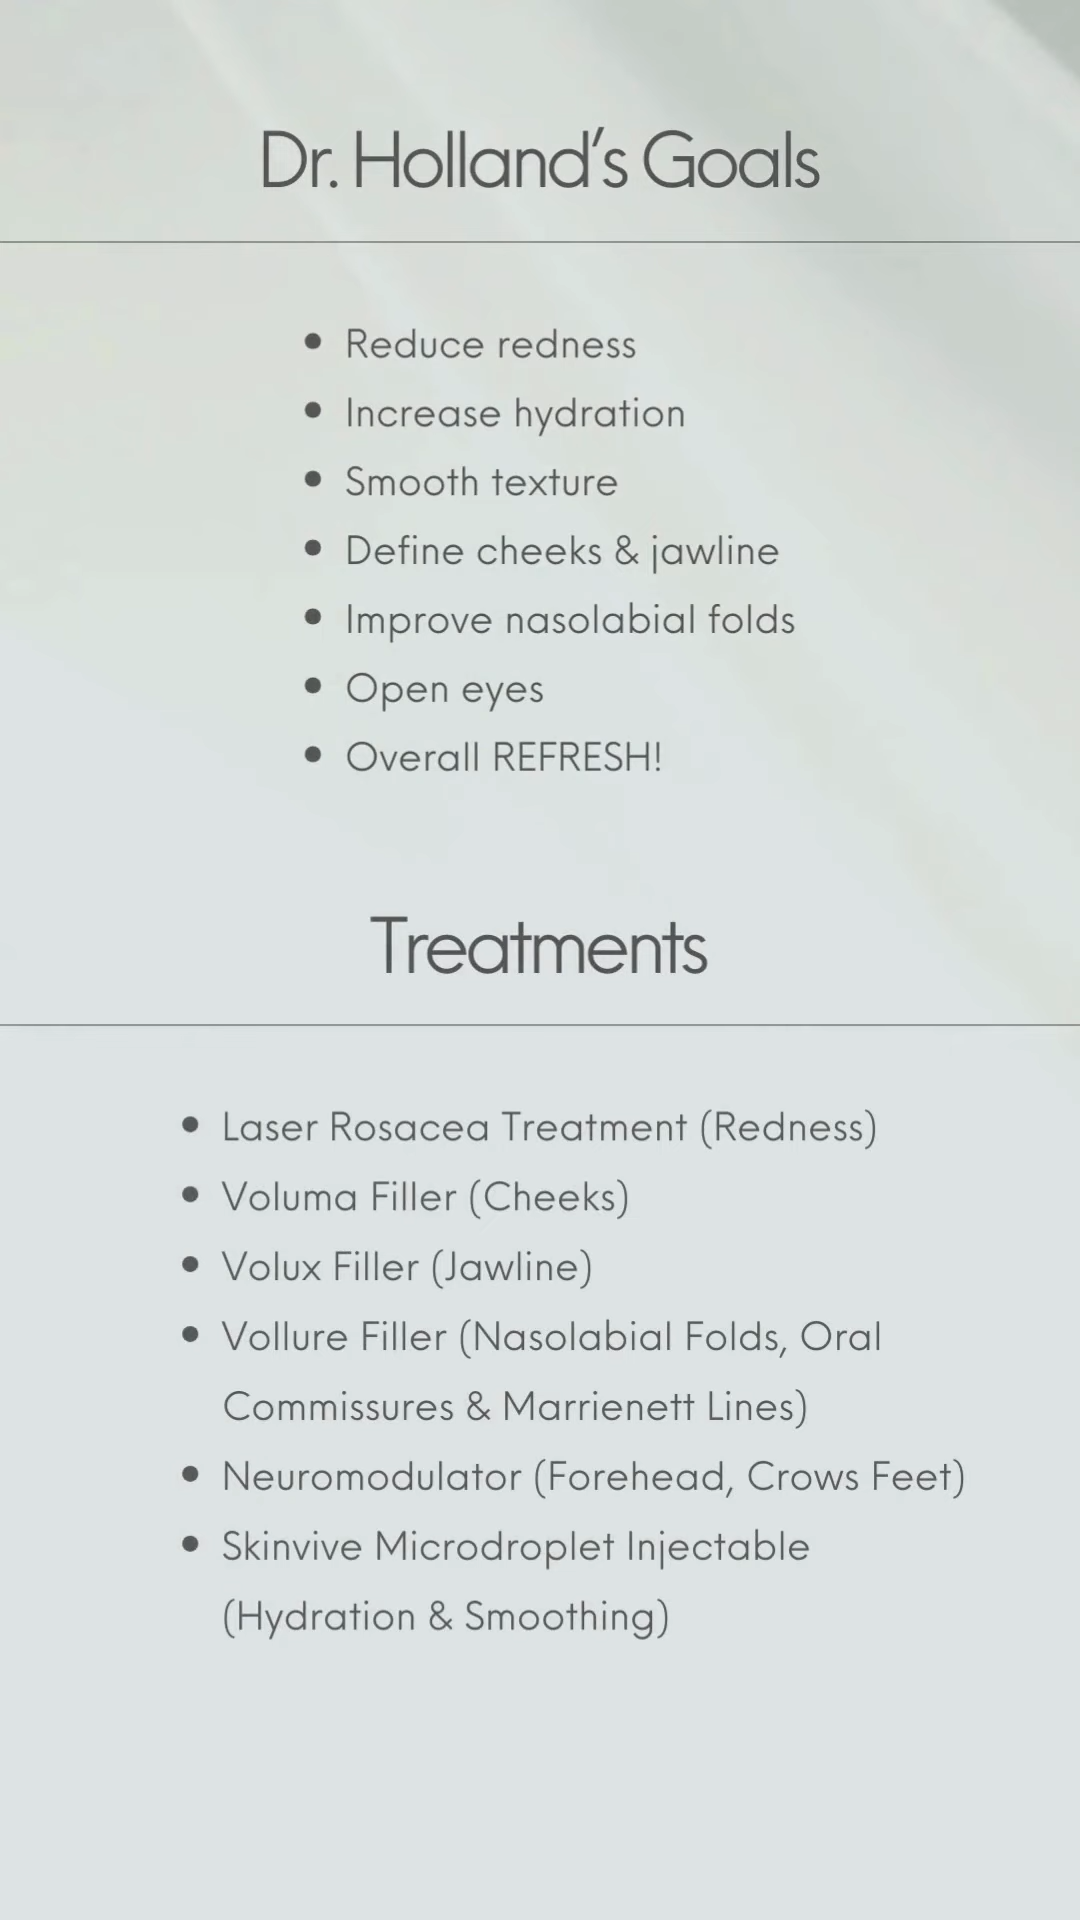 Dr. Holland’s Goals
• Reduce redness
• Increase hydration
• Smooth texture
• Define cheeks & jawline
• Improve nasolabial folds
• Open eyes
• Overall REFRESH!
Treatments
• Laser Rosacea Treatment (Redness)
• Voluma Filler (Cheeks)
• Volux Filler (Jawline)
• Vollure Filler (Nasolabial Folds, Oral
Commissures & Marrienett Lines)
• Neuromodulator (Forehead, Crows Feet)
• Skinvive Microdroplet Injectable
(Hydration & Smoothing)